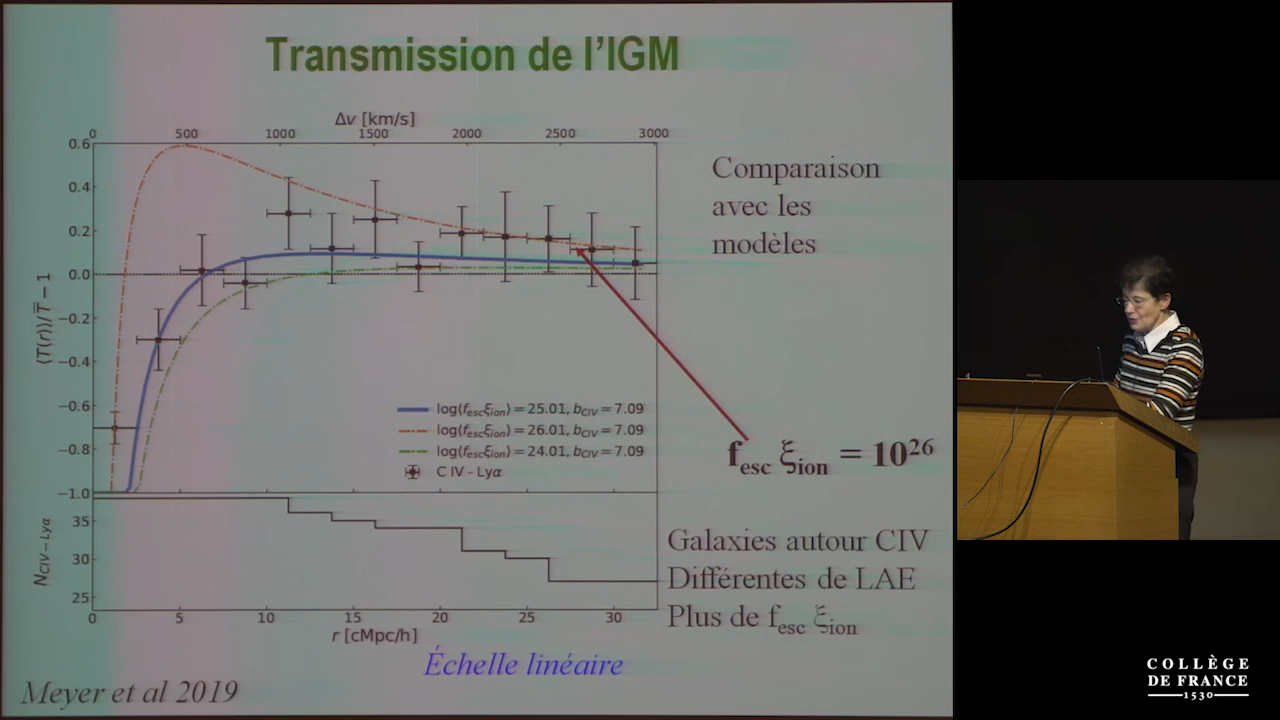 Transmission de l'IGM
Δv [km/s]
0 500 1000 1500 2000 2500 3000
0.6
0.4
0.2
0.0
−0.2
−0.4
−0.6
−0.8
−1.0
⟨T(r)⟩/T̅ − 1
log(f_esc ξ_ion) = 25.01, b_CIV = 7.09
log(f_esc ξ_ion) = 26.01, b_CIV = 7.09
log(f_esc ξ_ion) = 24.01, b_CIV = 7.09
C IV − Lyα
Comparaison
avec les
modèles
f_esc ξ_ion = 10²⁶
35
30
25
N_CIV−Lyα
0 5 10 15 20 25 30
r [cMpc/h]
Galaxies autour CIV
Différentes de LAE
Plus de f_esc ξ_ion
Échelle linéaire
Meyer et al 2019
COLLÈGE
DE FRANCE
1530